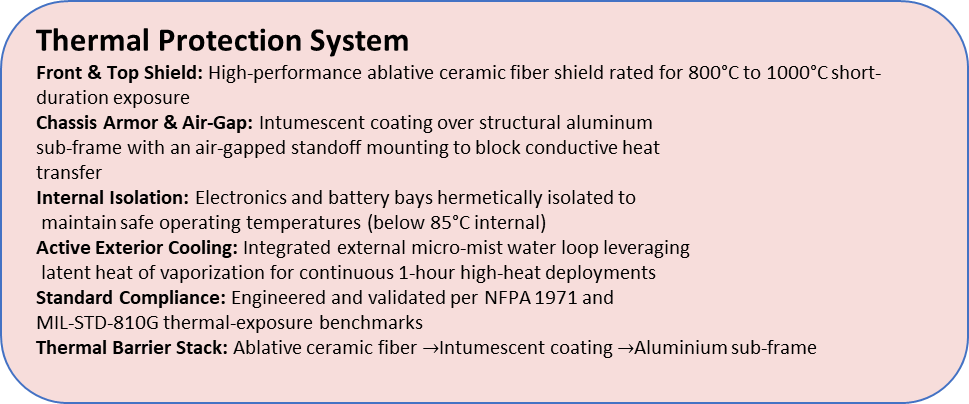 Thermal Protection System
Front & Top Shield: High-performance ablative ceramic fiber shield rated for 800°C to 1000°C short-
duration exposure
Chassis Armor & Air-Gap: Intumescent coating over structural aluminum
sub-frame with an air-gapped standoff mounting to block conductive heat
transfer
Internal Isolation: Electronics and battery bays hermetically isolated to
maintain safe operating temperatures (below 85°C internal)
Active Exterior Cooling: Integrated external micro-mist water loop leveraging
latent heat of vaporization for continuous 1-hour high-heat deployments
Standard Compliance: Engineered and validated per NFPA 1971 and
MIL-STD-810G thermal-exposure benchmarks
Thermal Barrier Stack: Ablative ceramic fiber →Intumescent coating →Aluminium sub-frame